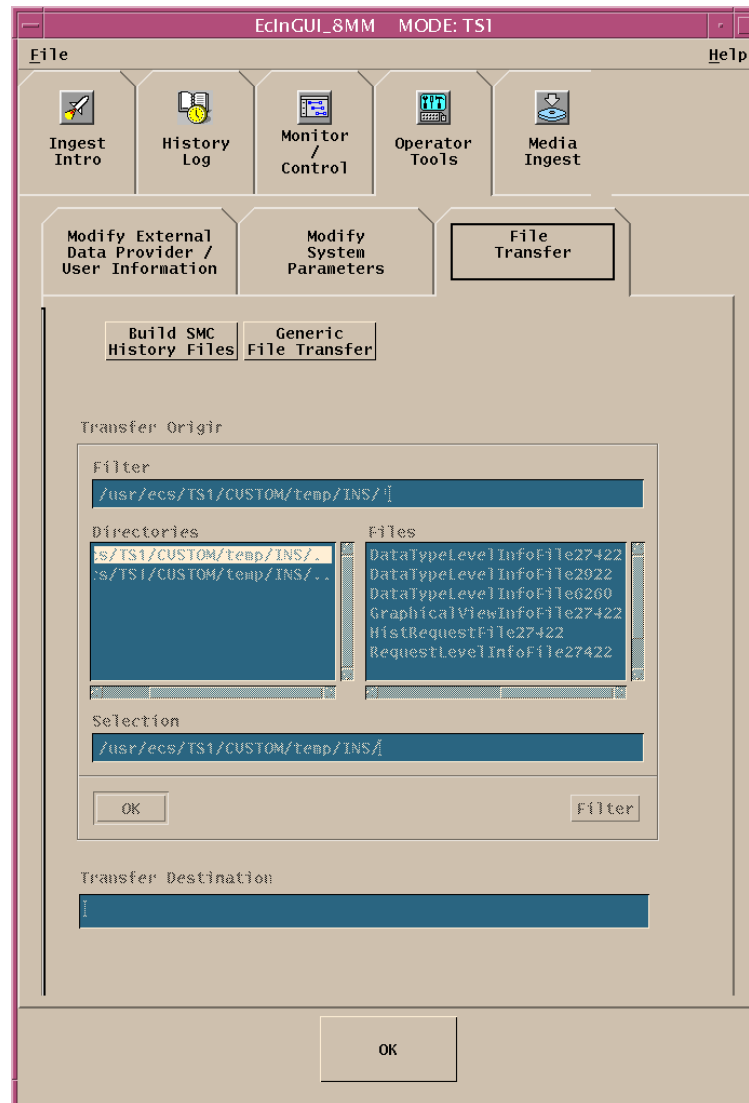 EcInGUI_8MM MODE: TS1
File Help
Ingest
Intro
History
Log
Monitor
/
Control
Operator
Tools
Media
Ingest
Modify External
Data Provider /
User Information
Modify
System
Parameters
File
Transfer
Build SMC
History Files
Generic
File Transfer
Transfer Origir
Filter
/usr/ecs/TS1/CUSTOM/temp/INS/
Directories
cs/TS1/CUSTOM/temp/INS/.
:s/TS1/CUSTOM/temp/INS/..
Files
DataTypeLevelInfoFile27422
DataTypeLevelInfoFile2922
DataTypeLevelInfoFile6260
GraphicalViewInfoFile27422
HistRequestFile27422
RequestLevelInfoFile27422
Selection
/usr/ecs/TS1/CUSTOM/temp/INS/
OK Filter
Transfer Destination
OK